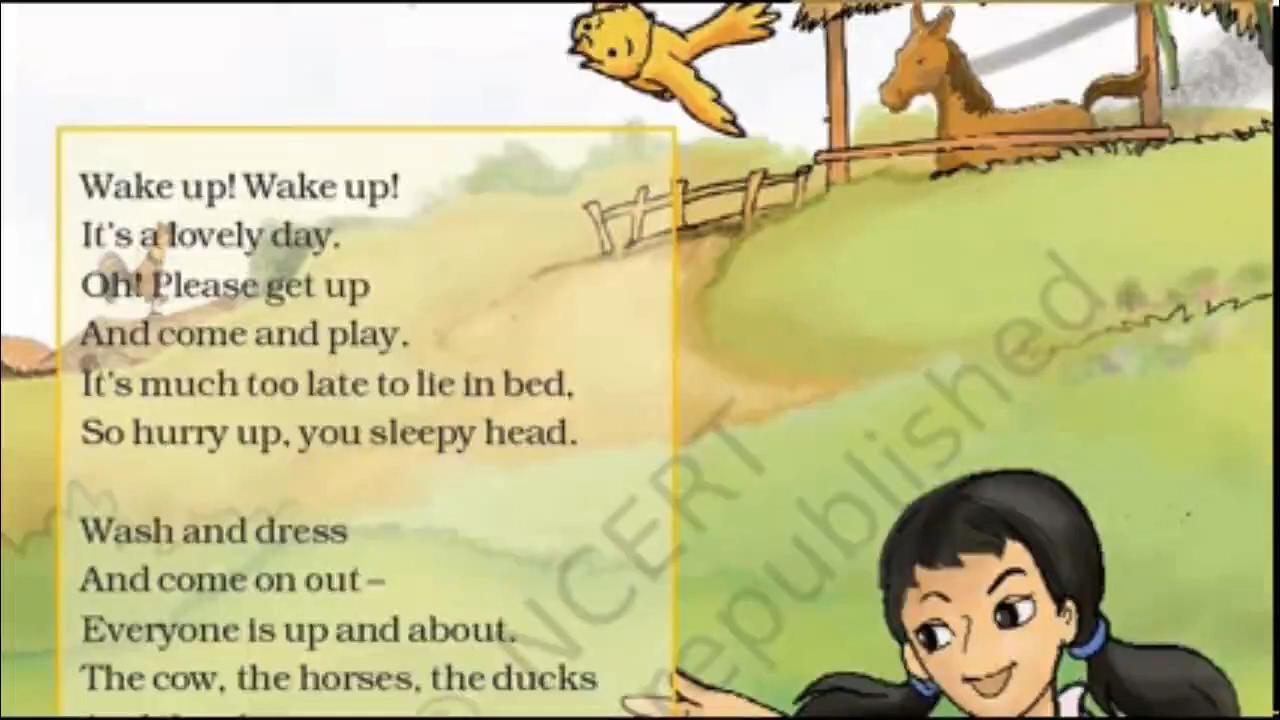 Wake up! Wake up!
It's a lovely day.
Oh! Please get up
And come and play.
It's much too late to lie in bed,
So hurry up, you sleepy head.
Wash and dress
And come on out –
Everyone is up and about.
The cow, the horses, the ducks
NCERT
republished